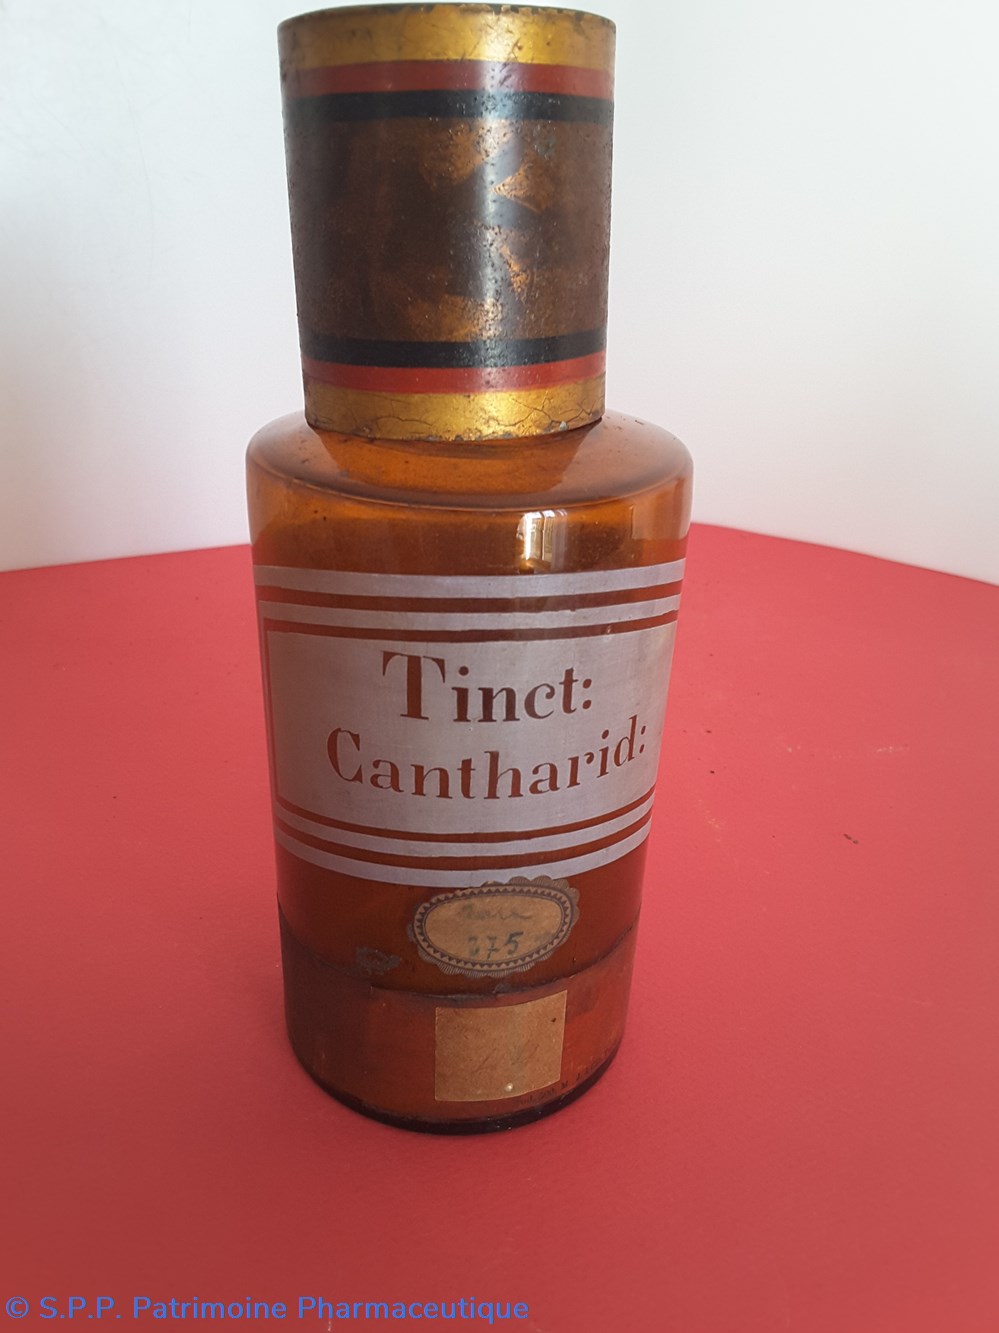 Tinct:
Cantharid:
275
© S.P.P. Patrimoine Pharmaceutique